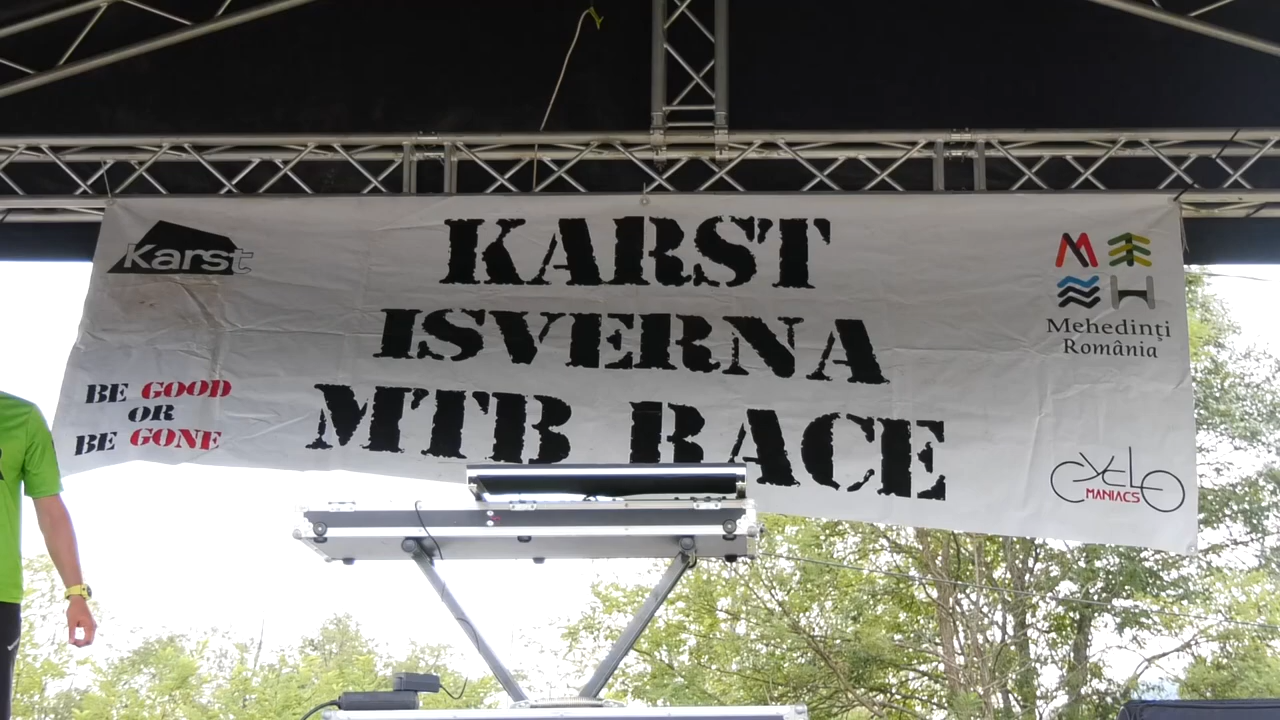 Karst
KARST
ISVERNA
MTB RACE
BE GOOD
OR
BE GONE
Mehedinți
România
CYCLO
MANIACS